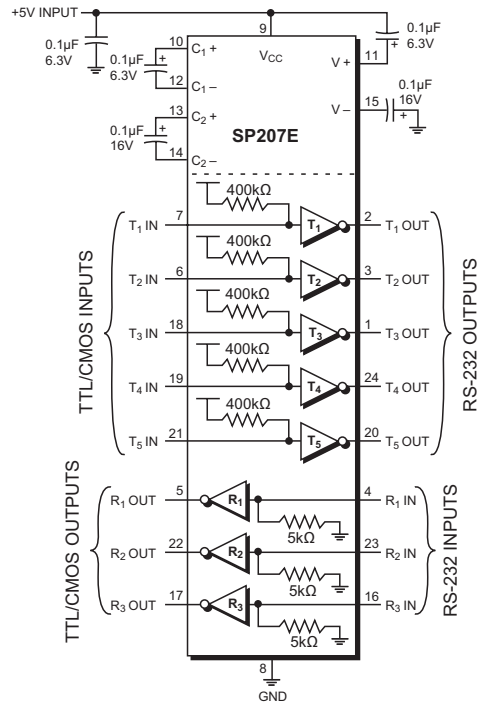 +5V INPUT
0.1µF
6.3V
9
VCC
0.1µF
6.3V
10
C1 +
12
C1 –
V +
11
0.1µF
6.3V
13
C2 +
0.1µF
16V
14
C2 –
V –
15
0.1µF
16V
SP207E
TTL/CMOS INPUTS
RS-232 OUTPUTS
400kΩ
T1 IN
7
T1
2
T1 OUT
400kΩ
T2 IN
6
T2
3
T2 OUT
400kΩ
T3 IN
18
T3
1
T3 OUT
400kΩ
T4 IN
19
T4
24
T4 OUT
400kΩ
T5 IN
21
T5
20
T5 OUT
TTL/CMOS OUTPUTS
RS-232 INPUTS
R1 OUT
5
R1
4
R1 IN
5kΩ
R2 OUT
22
R2
23
R2 IN
5kΩ
R3 OUT
17
R3
16
R3 IN
5kΩ
8
GND